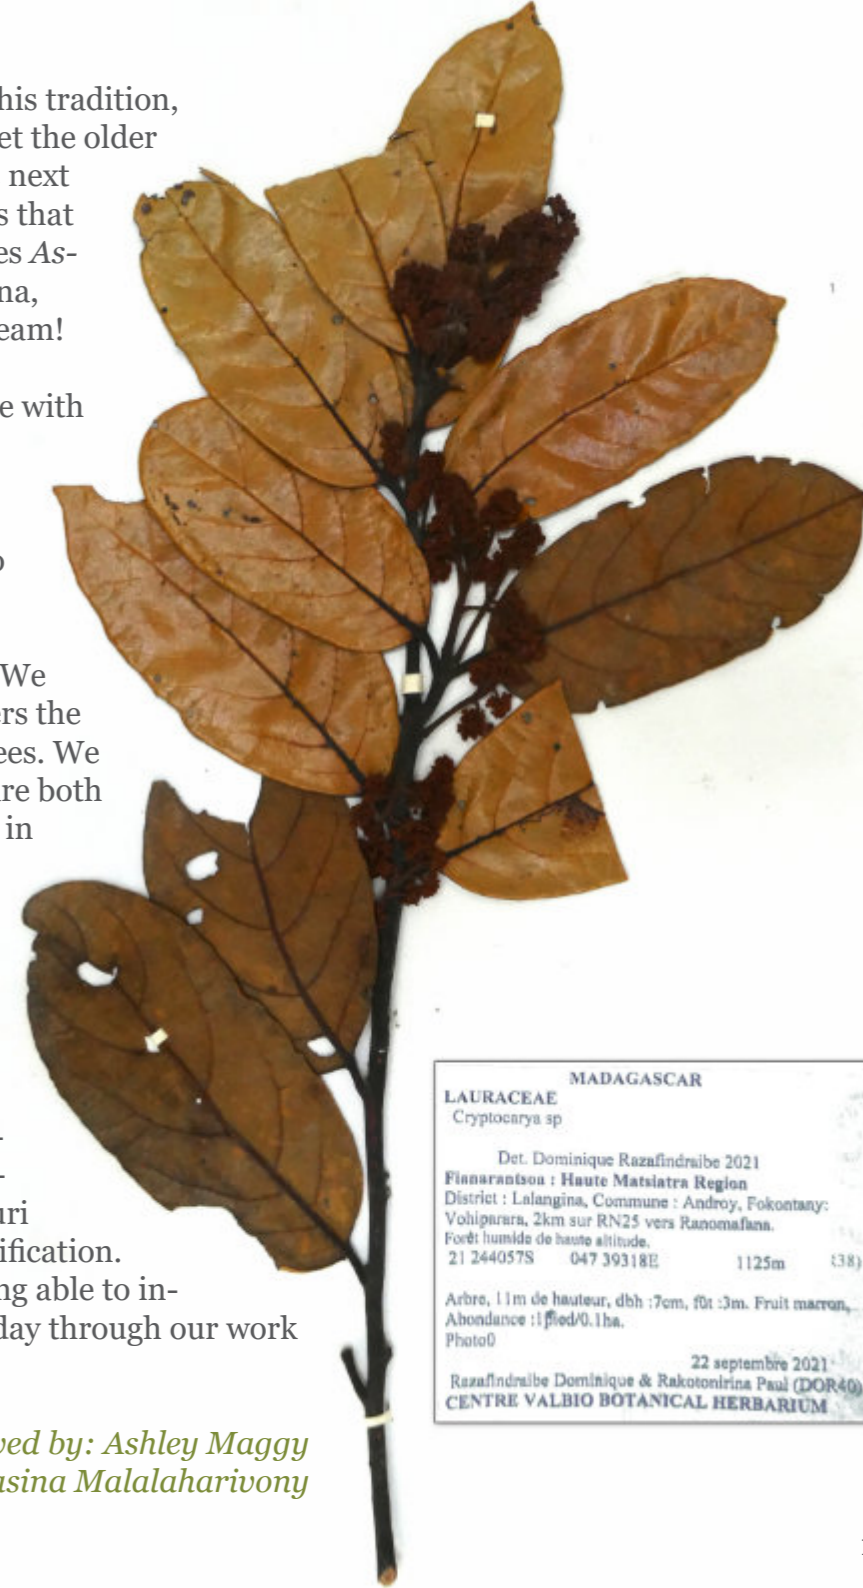 his tradition,
et the older
next
s that
es As-
na,
eam!
e with
o
We
ers the
ees. We
re both
in
-
-
uri
ification.
ng able to in-
day through our work
ved by: Ashley Maggy
asina Malalaharivony
MADAGASCAR
LAURACEAE
Cryptocarya sp
Det. Dominique Razafindraibe 2021
Fianarantsoa : Haute Matsiatra Region
District : Lalangina, Commune : Androy, Fokontany:
Vohiparara, 2km sur RN25 vers Ranomafana.
Forêt humide de haute altitude.
21 244057S 047 39318E 1125m (38)
Arbre, 11m de hauteur, dbh :7cm, fût :3m. Fruit marron,
Abondance :1pied/0.1ha.
Photo0
22 septembre 2021
Razafindraibe Dominique & Rakotonirina Paul (DOR40)
CENTRE VALBIO BOTANICAL HERBARIUM